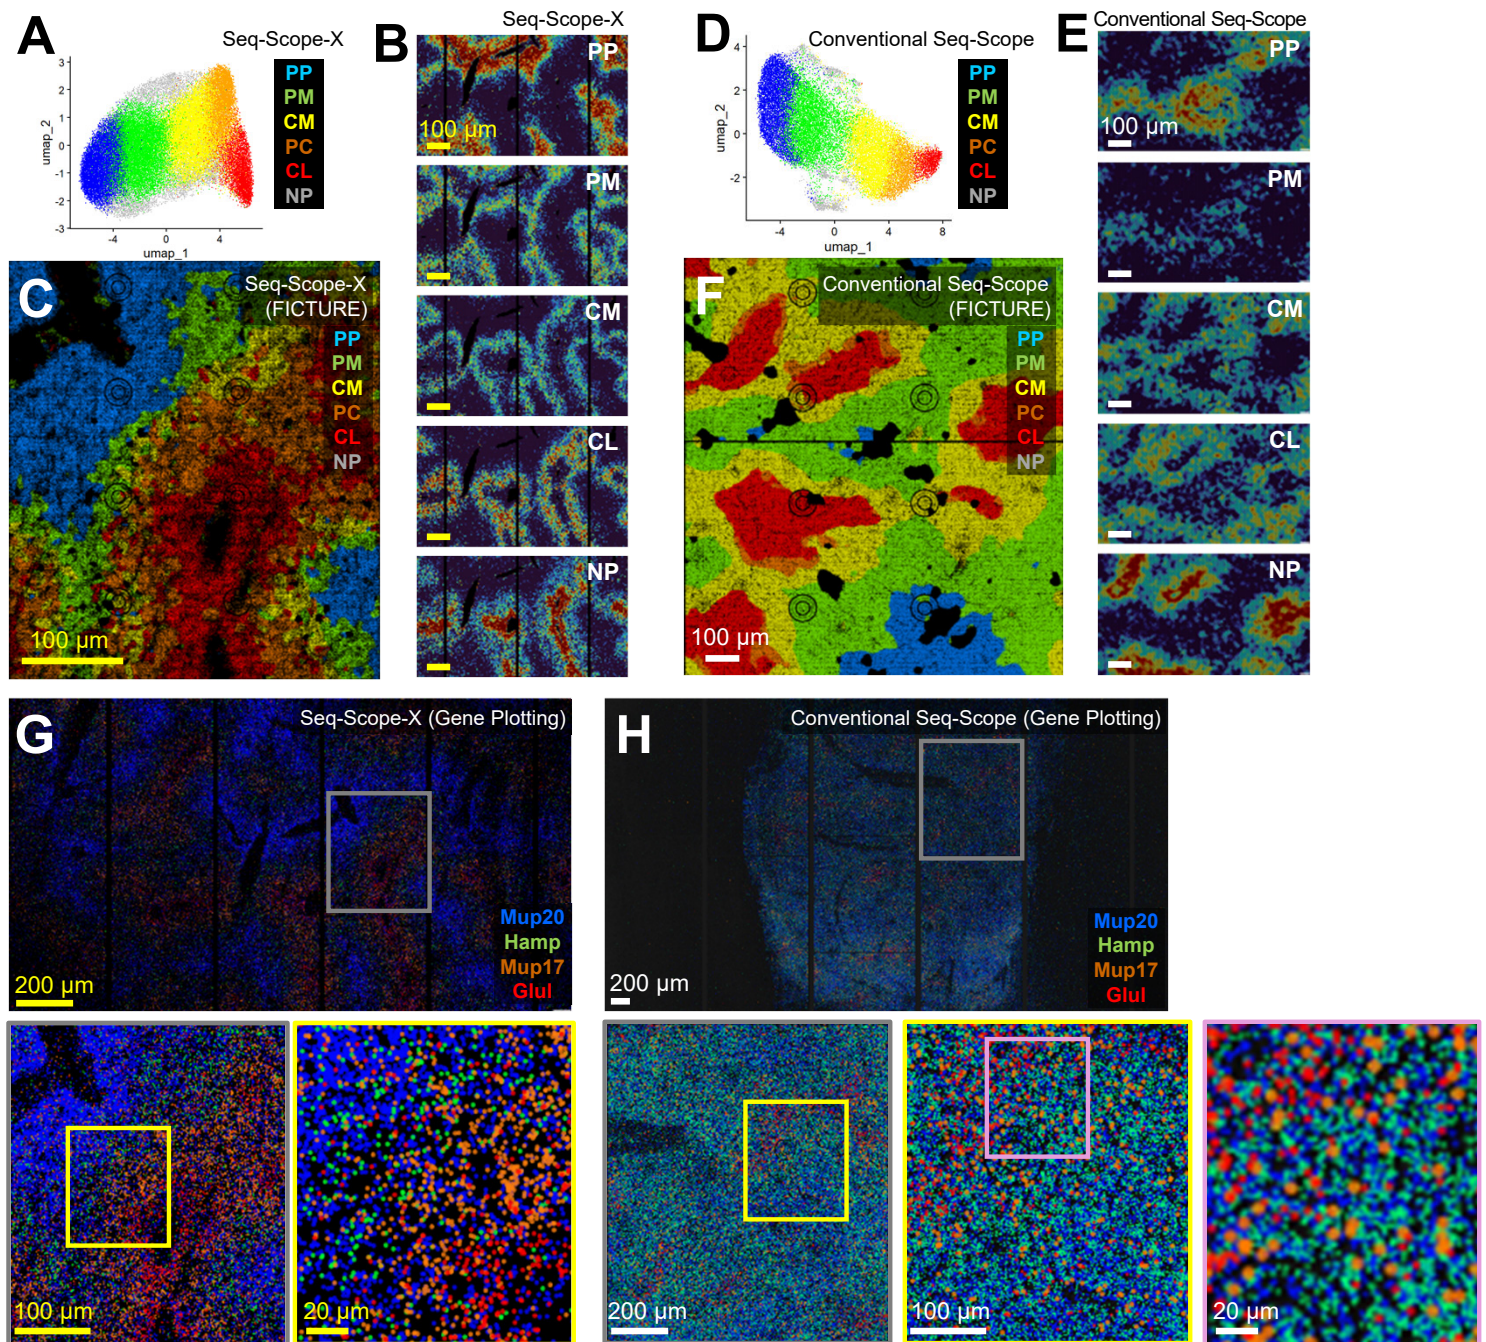 A
Seq-Scope-X
PP
PM
CM
PC
CL
NP
umap_2
3
2
1
0
-1
-2
-3
-4
0
4
umap_1
B
Seq-Scope-X
PP
100 µm
PM
CM
CL
NP
C
Seq-Scope-X
(FICTURE)
PP
PM
CM
PC
CL
NP
100 µm
D
Conventional Seq-Scope
PP
PM
CM
PC
CL
NP
umap_2
4
2
0
-2
-4
0
4
8
umap_1
E
Conventional Seq-Scope
PP
100 µm
PM
CM
CL
NP
F
Conventional Seq-Scope
(FICTURE)
PP
PM
CM
PC
CL
NP
100 µm
G
Seq-Scope-X (Gene Plotting)
Mup20
Hamp
Mup17
Glul
200 µm
100 µm
20 µm
H
Conventional Seq-Scope (Gene Plotting)
Mup20
Hamp
Mup17
Glul
200 µm
200 µm
100 µm
20 µm